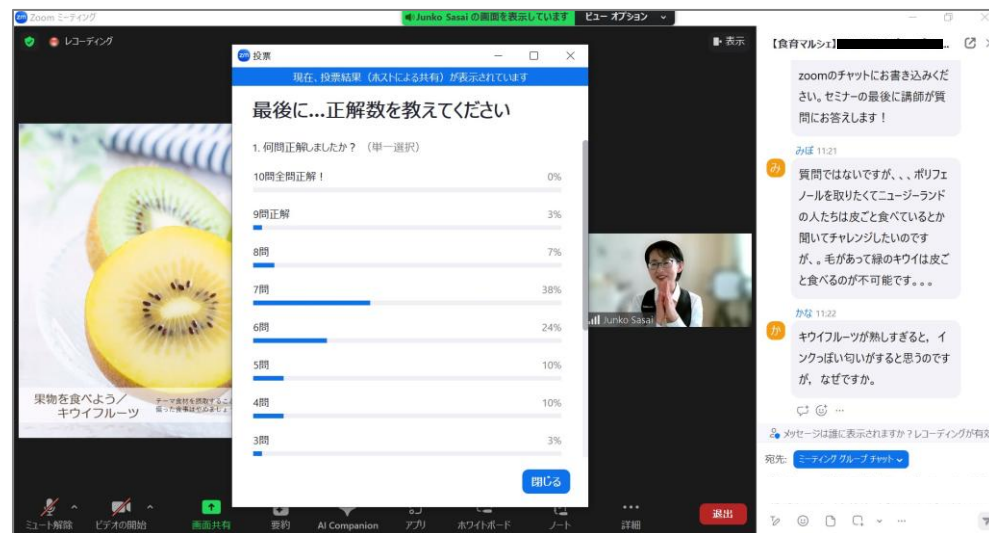 Zoom ミーティング
Junko Sasai の画面を表示しています
ビュー オプション
レコーディング
表示
投票
現在、投票結果（ホストによる共有）が表示されています
最後に…正解数を教えてください
1. 何問正解しましたか？（単一選択）
10問全問正解！ 0%
9問正解 3%
8問 7%
7問 38%
6問 24%
5問 10%
4問 10%
3問 3%
閉じる
果物を食べよう／
キウイフルーツ
Junko Sasai
ミュート解除
ビデオの開始
画面共有
要約
AI Companion
アプリ
ホワイトボード
ノート
詳細
退出
【食育マルシェ】
zoomのチャットにお書き込みくだ
さい。セミナーの最後に講師が質
問にお答えします！
みぽ 11:21
み
質問ではないですが、、、ポリフェ
ノールを取りたくてニュージーランド
の人たちは皮ごと食べているとか
聞いてチャレンジしたいのです
が、。毛があって緑のキウイは皮ご
と食べるのが不可能です。。。
かな 11:22
か
キウイフルーツが熟しすぎると，イ
ンクっぽい匂いがすると思うのです
が，なぜですか。
メッセージは誰に表示されますか？レコーディングが有効
宛先: ミーティング グループ チャット